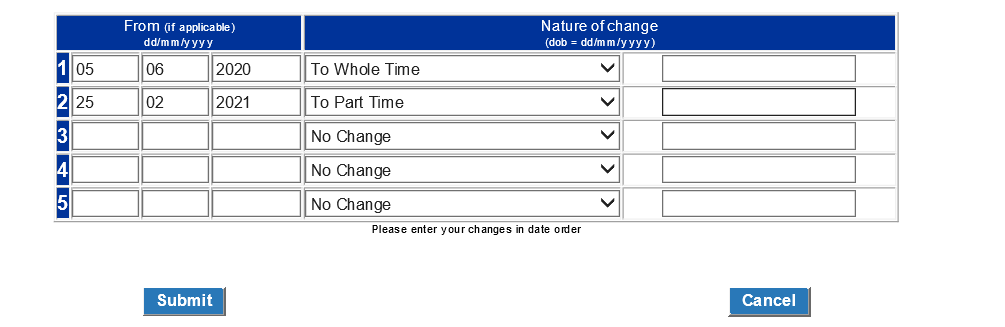 From (if applicable) Nature of change
dd/mm/yyyy (dob = dd/mm/yyyy)
1 05 06 2020 To Whole Time
2 25 02 2021 To Part Time
3 No Change
4 No Change
5 No Change
Please enter your changes in date order
Submit Cancel